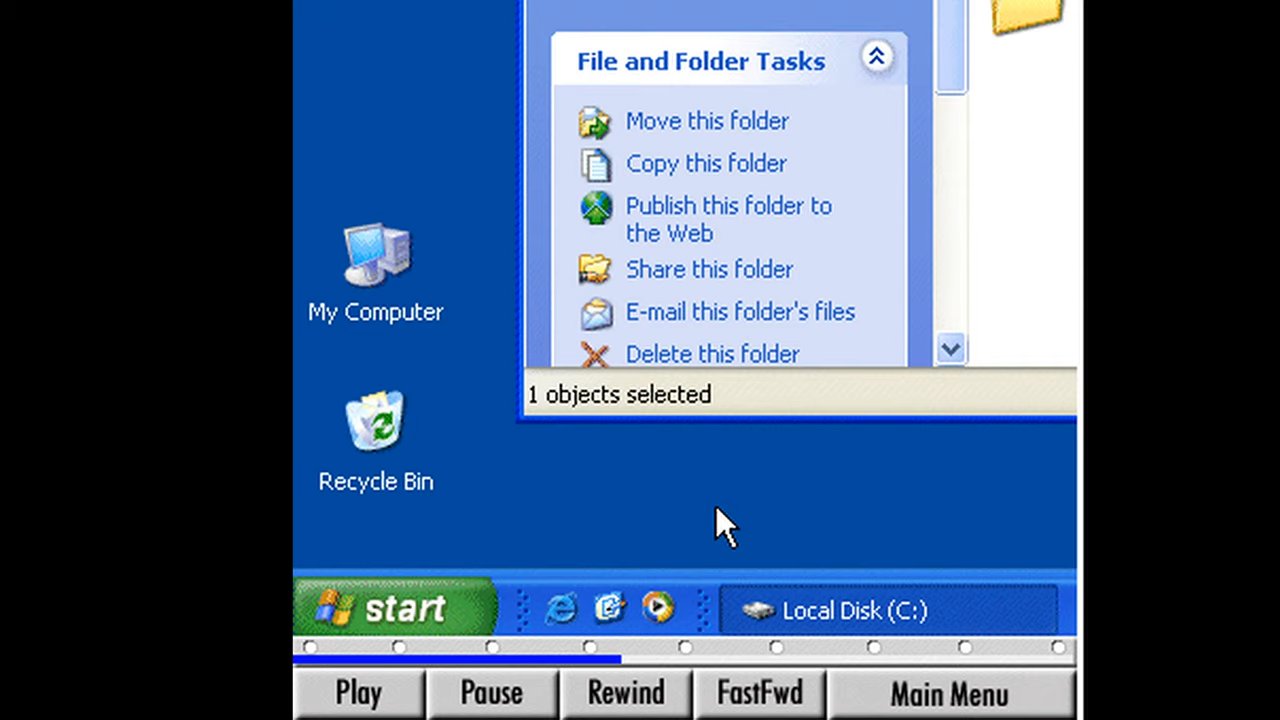 File and Folder Tasks
Move this folder
Copy this folder
Publish this folder to
the Web
Share this folder
E-mail this folder's files
Delete this folder
My Computer
1 objects selected
Recycle Bin
start
Local Disk (C:)
Play
Pause
Rewind
FastFwd
Main Menu